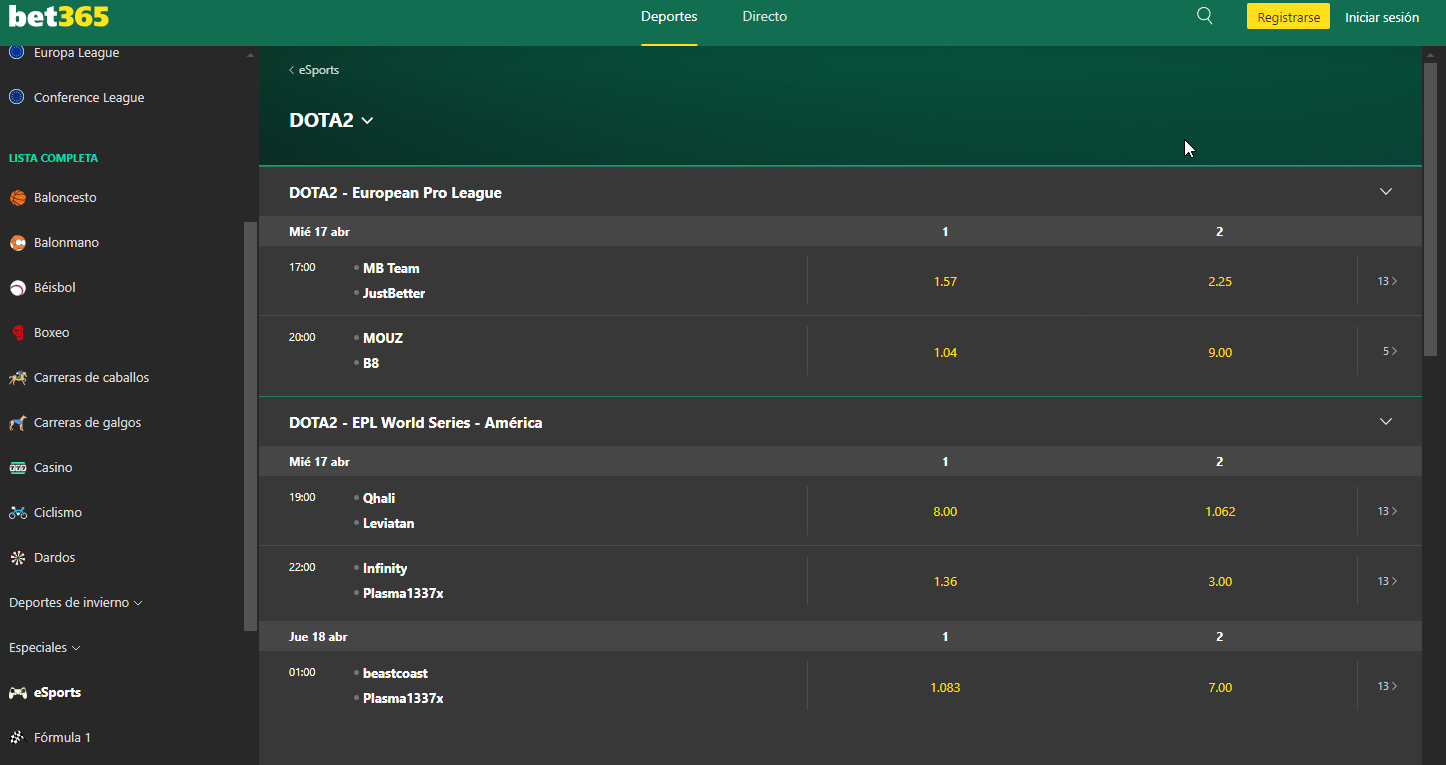 bet365
Deportes
Directo
Registrarse
Iniciar sesión
Europa League
Conference League
LISTA COMPLETA
Baloncesto
Balonmano
Béisbol
Boxeo
Carreras de caballos
Carreras de galgos
777
Casino
Ciclismo
Dardos
Deportes de invierno
Especiales
eSports
Fórmula 1
eSports
DOTA2
DOTA2 - European Pro League
Mié 17 abr 1 2
17:00 MB Team
JustBetter
1.57 2.25 13
20:00 MOUZ
B8
1.04 9.00 5
DOTA2 - EPL World Series - América
Mié 17 abr 1 2
19:00 Qhali
Leviatan
8.00 1.062 13
22:00 Infinity
Plasma1337x
1.36 3.00 13
Jue 18 abr 1 2
01:00 beastcoast
Plasma1337x
1.083 7.00 13